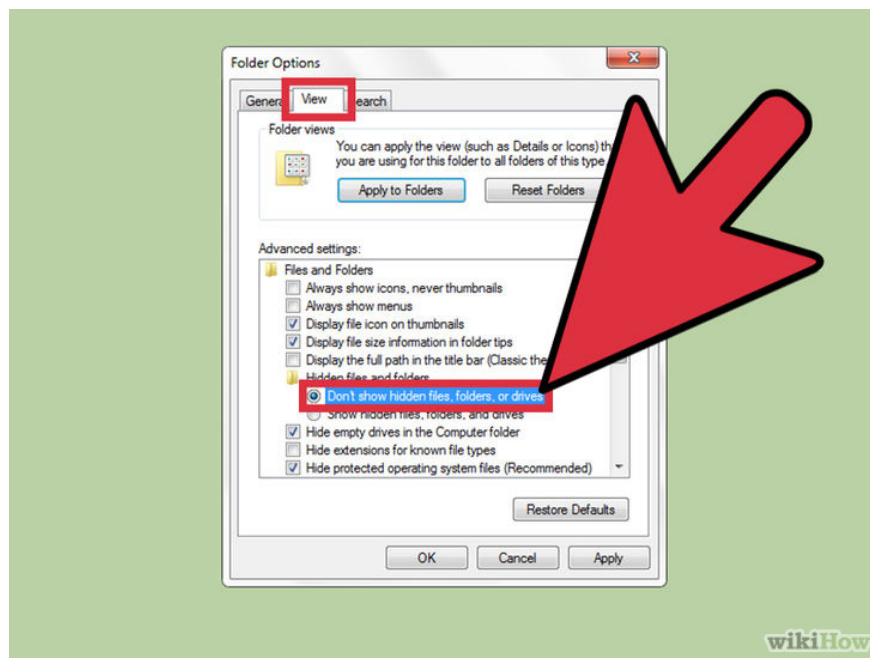 Folder Options
General View Search
Folder views
You can apply the view (such as Details or Icons)
you are using for this folder to all folders of this type
Apply to Folders Reset Folders
Advanced settings:
Files and Folders
Always show icons, never thumbnails
Always show menus
Display file icon on thumbnails
Display file size information in folder tips
Display the full path in the title bar (Classic
Hidden files and folders
Don't show hidden files, folders, or drives
Show hidden files, folders, and drives
Hide empty drives in the Computer folder
Hide extensions for known file types
Hide protected operating system files (Recommended)
Restore Defaults
OK Cancel Apply
wikiHow